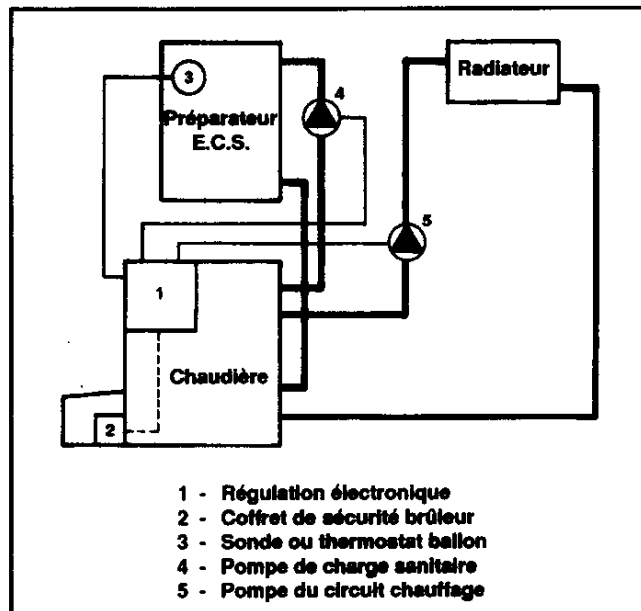 3
Préparateur
E.C.S.
4
Radiateur
5
1
Chaudière
2
1 - Régulation électronique
2 - Coffret de sécurité brûleur
3 - Sonde ou thermostat ballon
4 - Pompe de charge sanitaire
5 - Pompe du circuit chauffage